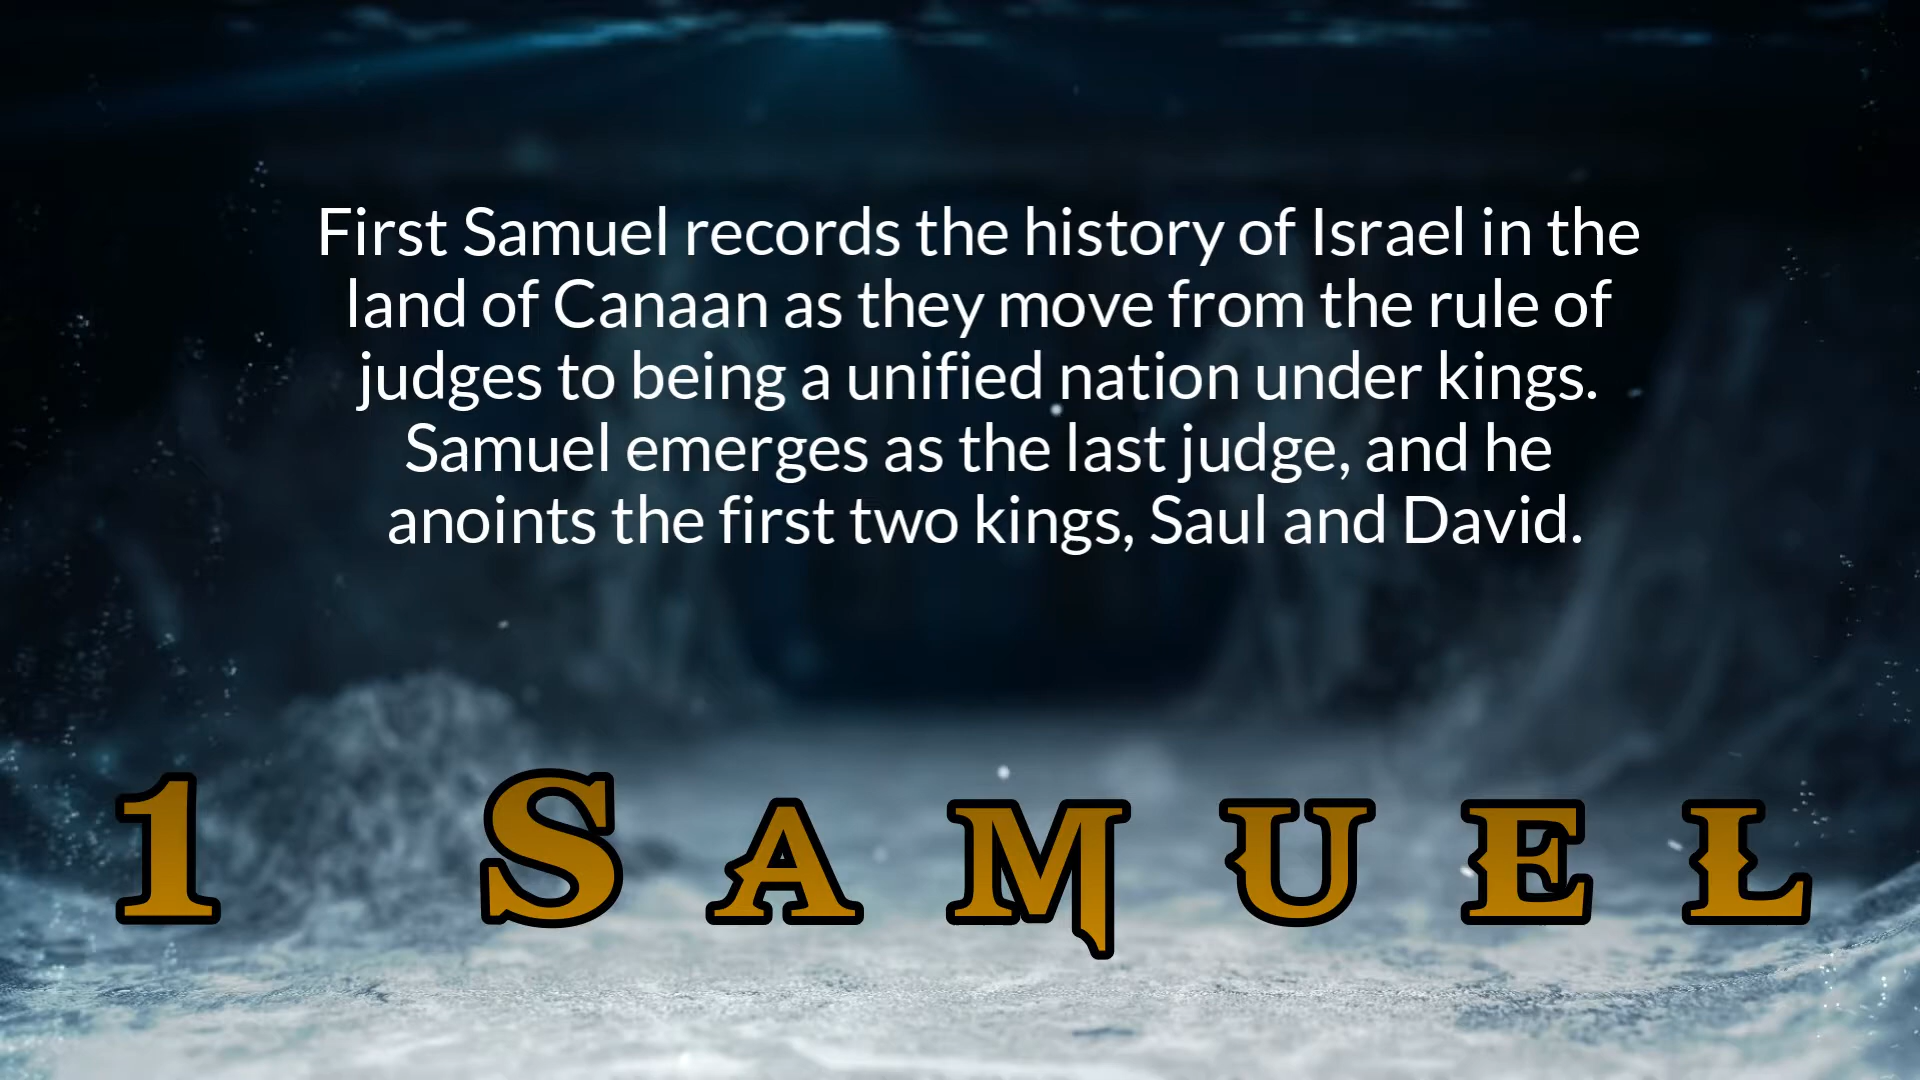 First Samuel records the history of Israel in the
land of Canaan as they move from the rule of
judges to being a unified nation under kings.
Samuel emerges as the last judge, and he
anoints the first two kings, Saul and David.
1 SAMUEL